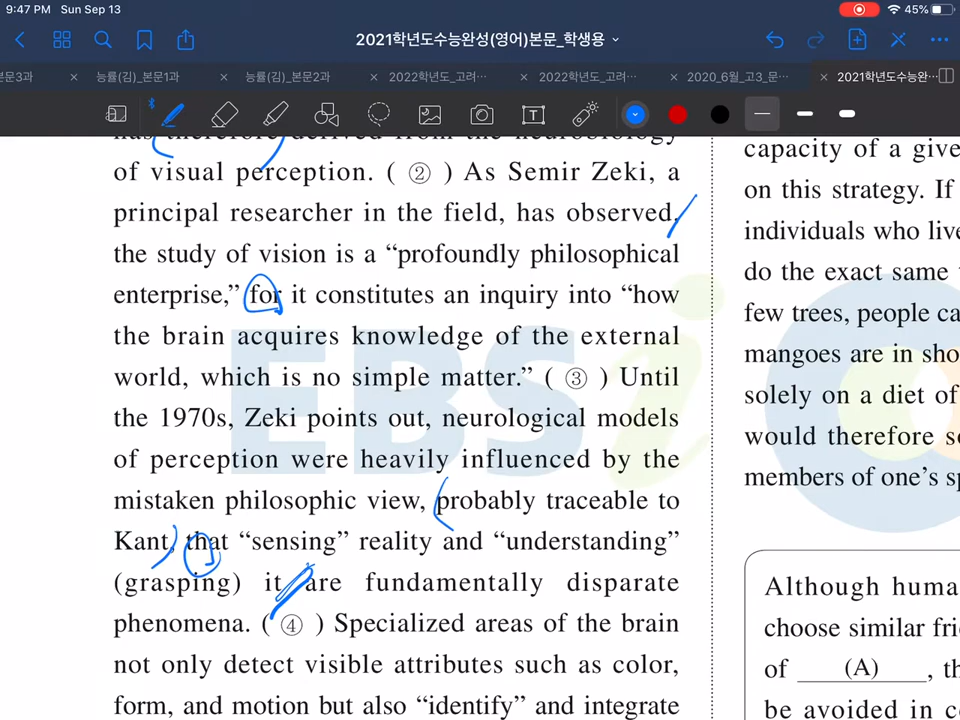 9:47 PM Sun Sep 13
45%
2021학년도수능완성(영어)본문_학생용
본문3과
능률(김)_본문1과
능률(김)_본문2과
2022학년도_고려…
2022학년도_고려…
2020_6월_고3_문…
2021학년도수능완…
T
has therefore derived from the neurobiology
of visual perception. ( ② ) As Semir Zeki, a
principal researcher in the field, has observed,
the study of vision is a “profoundly philosophical
enterprise,” for it constitutes an inquiry into “how
the brain acquires knowledge of the external
world, which is no simple matter.” ( ③ ) Until
the 1970s, Zeki points out, neurological models
of perception were heavily influenced by the
mistaken philosophic view, probably traceable to
Kant, that “sensing” reality and “understanding”
(grasping) it are fundamentally disparate
phenomena. ( ④ ) Specialized areas of the brain
not only detect visible attributes such as color,
form, and motion but also “identify” and integrate
capacity of a give
on this strategy. If
individuals who live
do the exact same
few trees, people ca
mangoes are in sho
solely on a diet of
would therefore so
members of one’s sp
Although huma
choose similar frie
of (A) , th
be avoided in co
EBSi